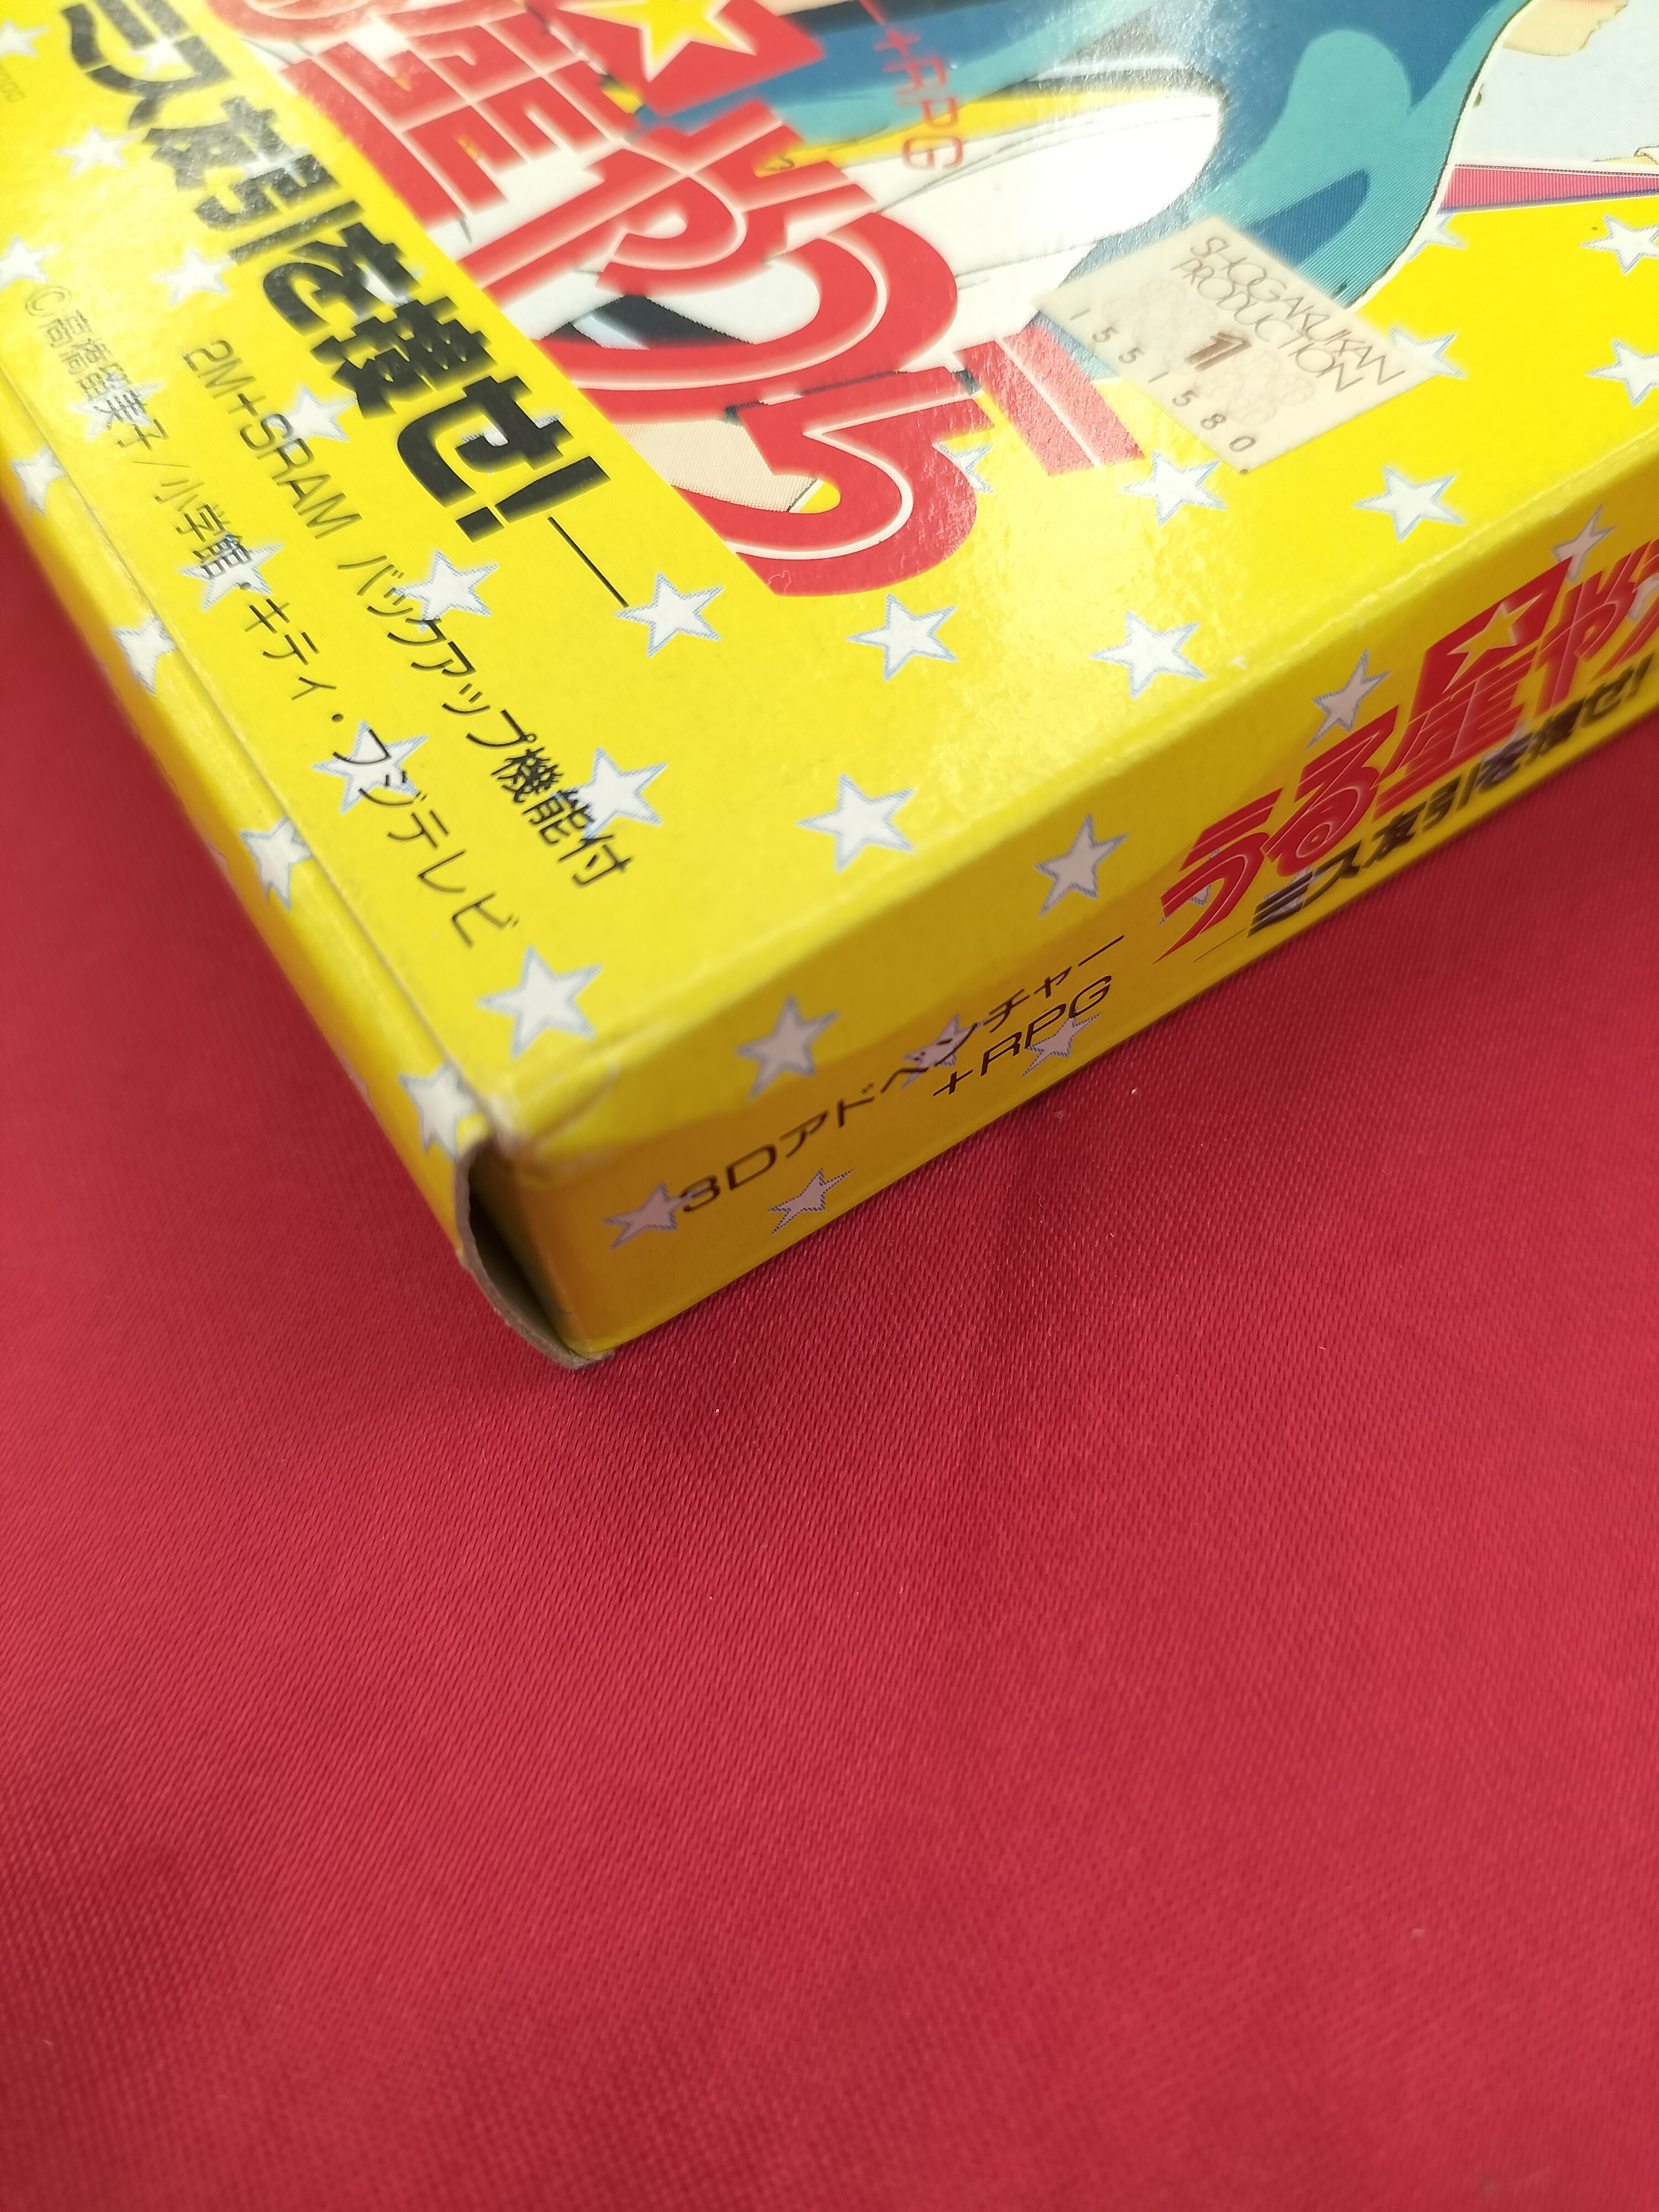 +RPG
うる星やつら
ミス友引を捜せ!
2M+SRAM バックアップ機能付
©高橋留美子/小学館・キティ・フジテレビ
SHOGAKUKAN
PRODUCTION
1
1551580
3Dアドベンチャー
+RPG
うる星やつ
ミス友引を捜せ!